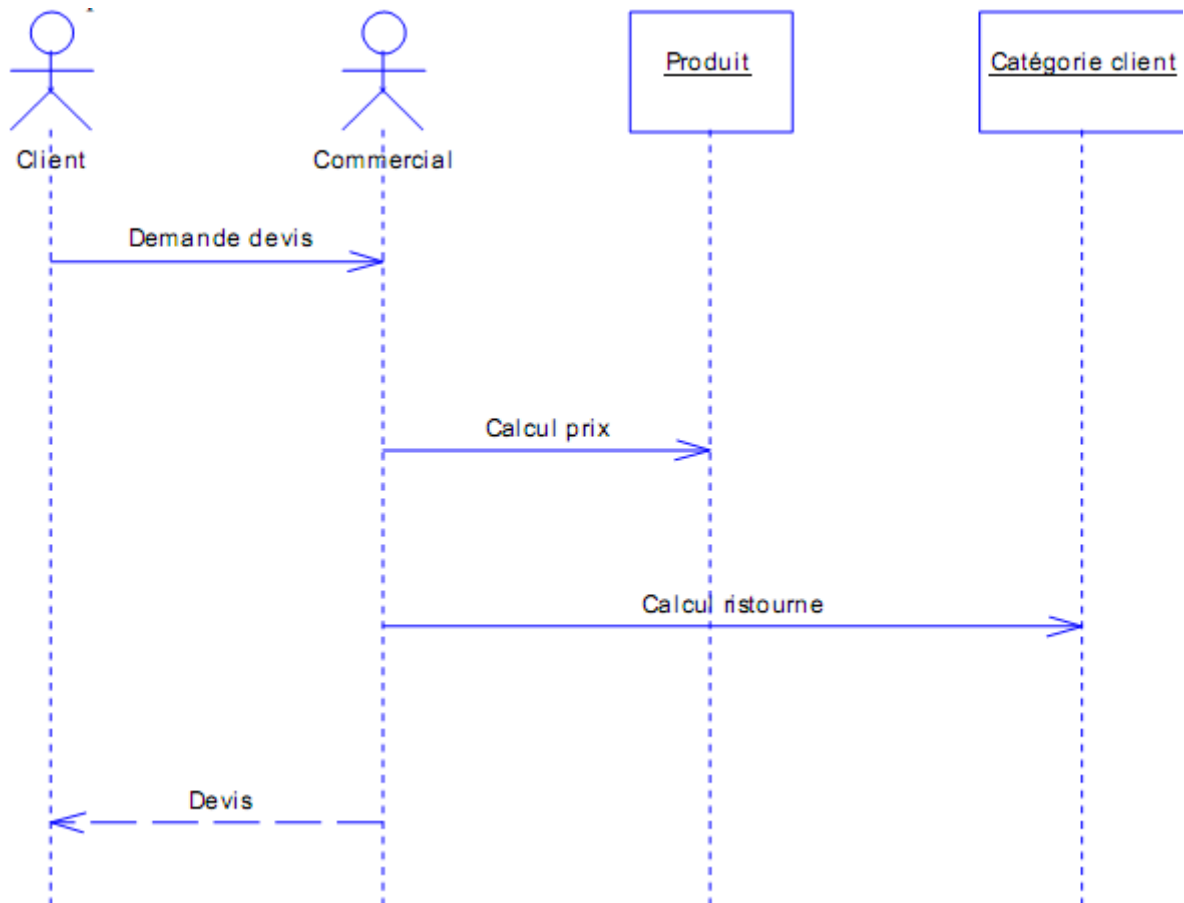 Produit
Catégorie client
Client
Commercial
Demande devis
Calcul prix
Calcul ristourne
Devis